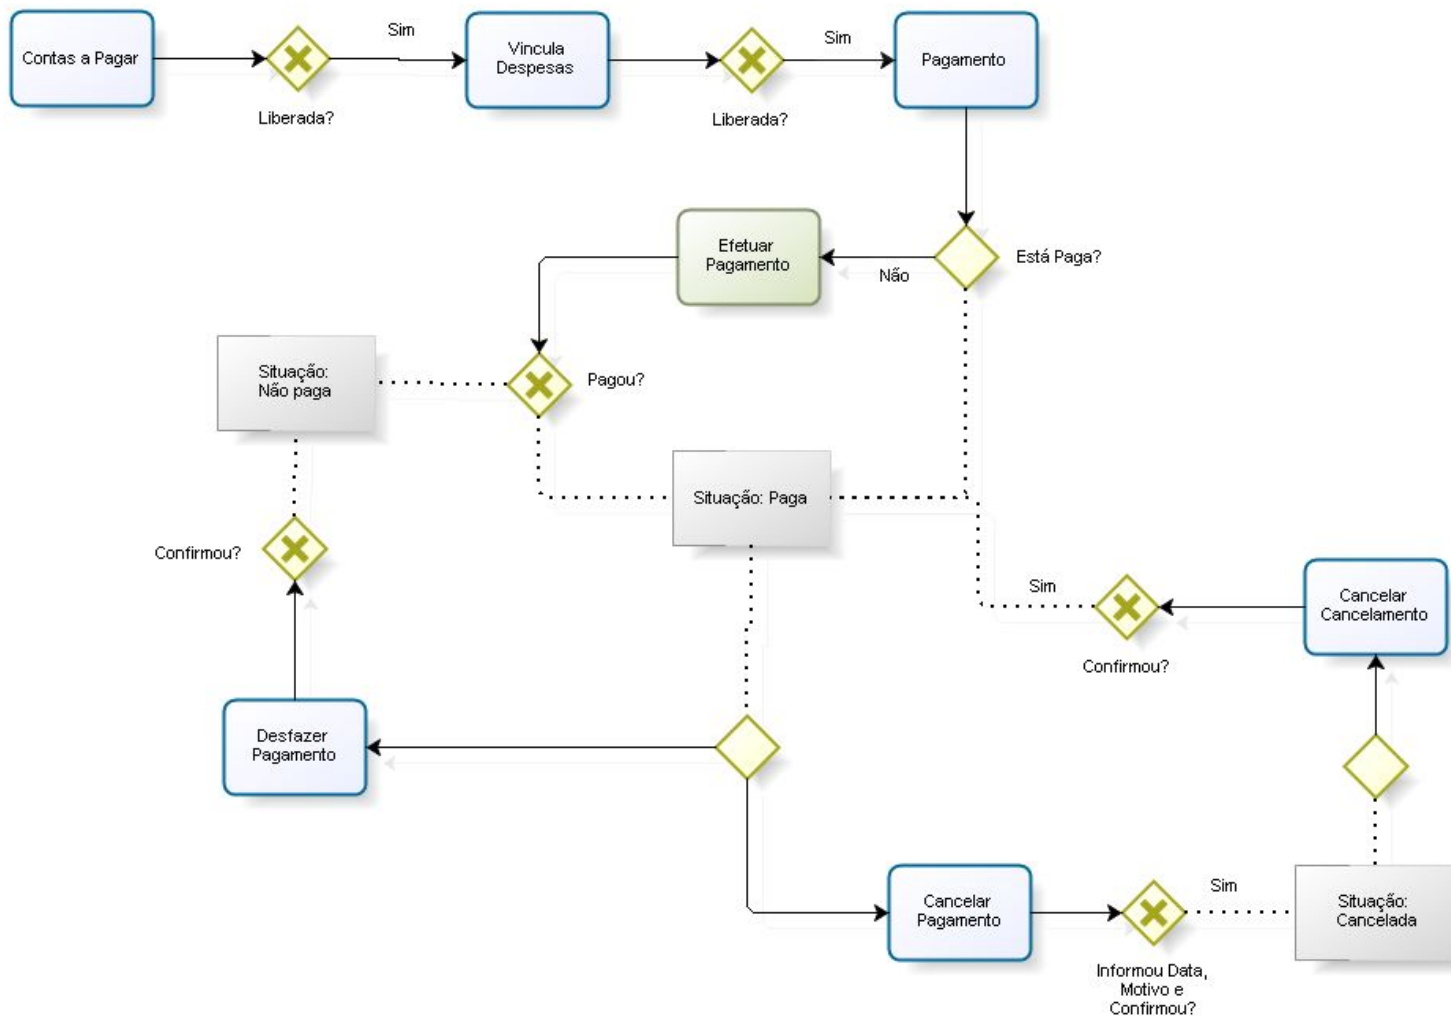 Contas a Pagar
Sim
Vincula
Despesas
Sim
Pagamento
Liberada?
Liberada?
Efetuar
Pagamento
Não
Está Paga?
Situação:
Não paga
Pagou?
Situação: Paga
Confirmou?
Sim
Cancelar
Cancelamento
Confirmou?
Desfazer
Pagamento
Cancelar
Pagamento
Sim
Situação:
Cancelada
Informou Data,
Motivo e
Confirmou?